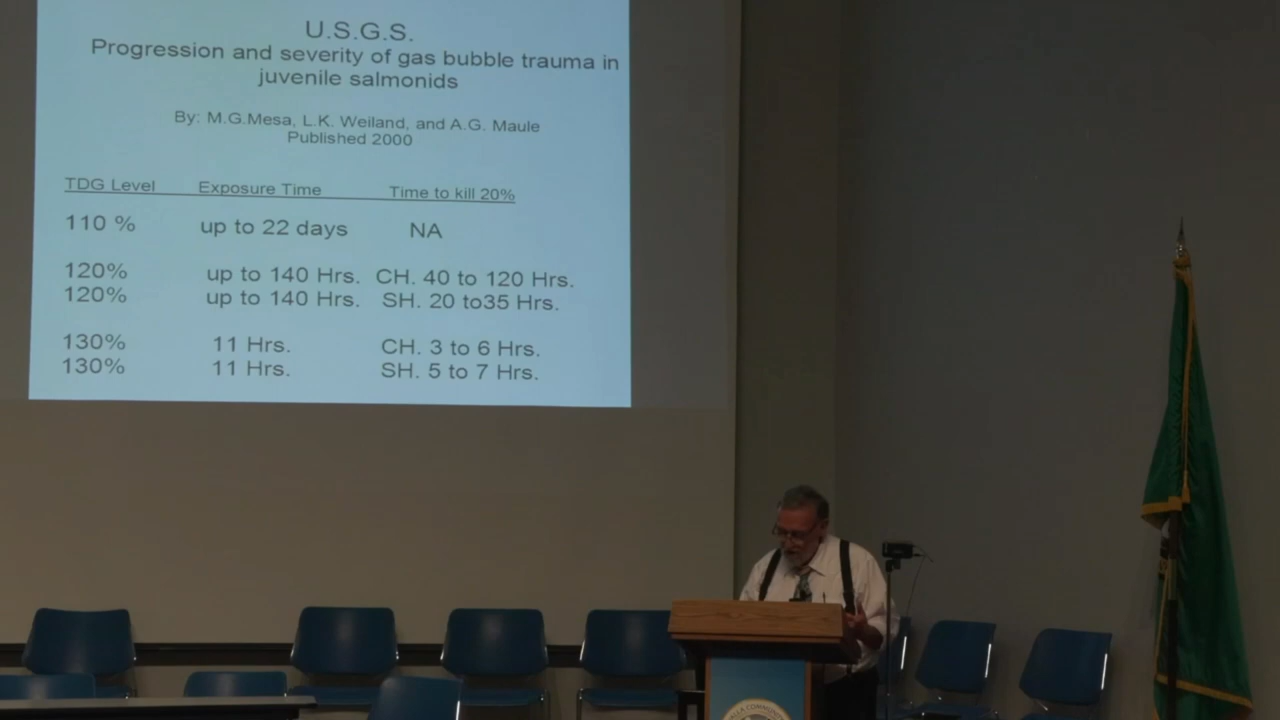 U.S.G.S.
Progression and severity of gas bubble trauma in
juvenile salmonids
By: M.G.Mesa, L.K. Weiland, and A.G. Maule
Published 2000
TDG Level Exposure Time Time to kill 20%
110 % up to 22 days NA
120% up to 140 Hrs. CH. 40 to 120 Hrs.
120% up to 140 Hrs. SH. 20 to35 Hrs.
130% 11 Hrs. CH. 3 to 6 Hrs.
130% 11 Hrs. SH. 5 to 7 Hrs.